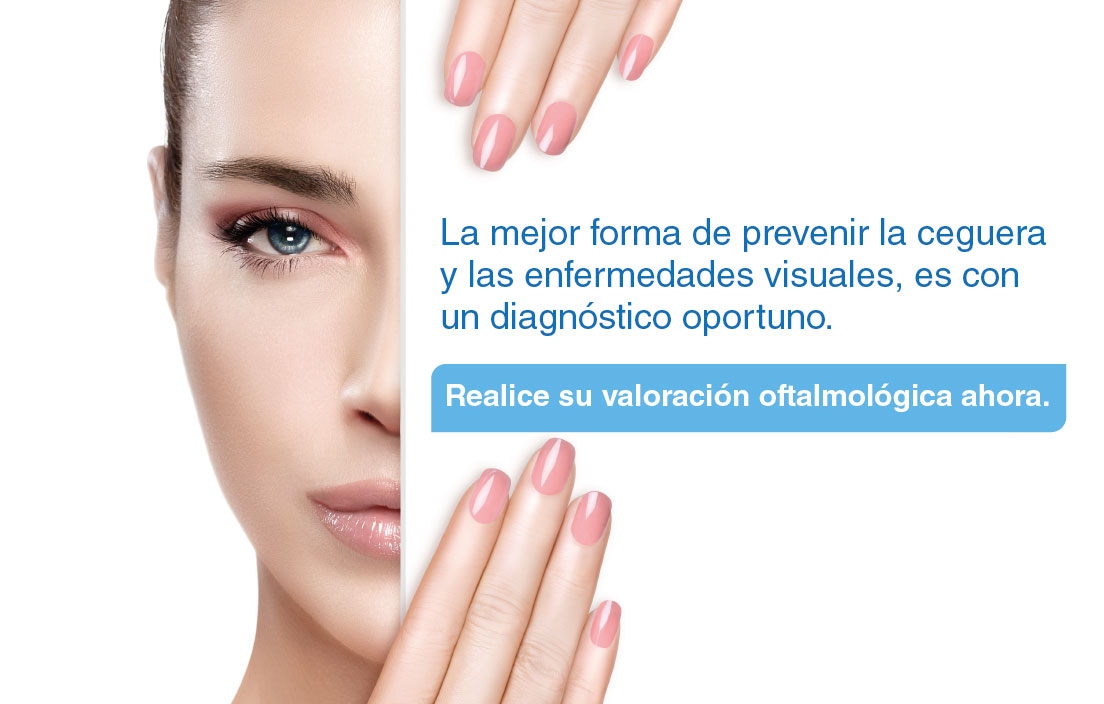 La mejor forma de prevenir la ceguera
y las enfermedades visuales, es con
un diagnóstico oportuno.
Realice su valoración oftalmológica ahora.